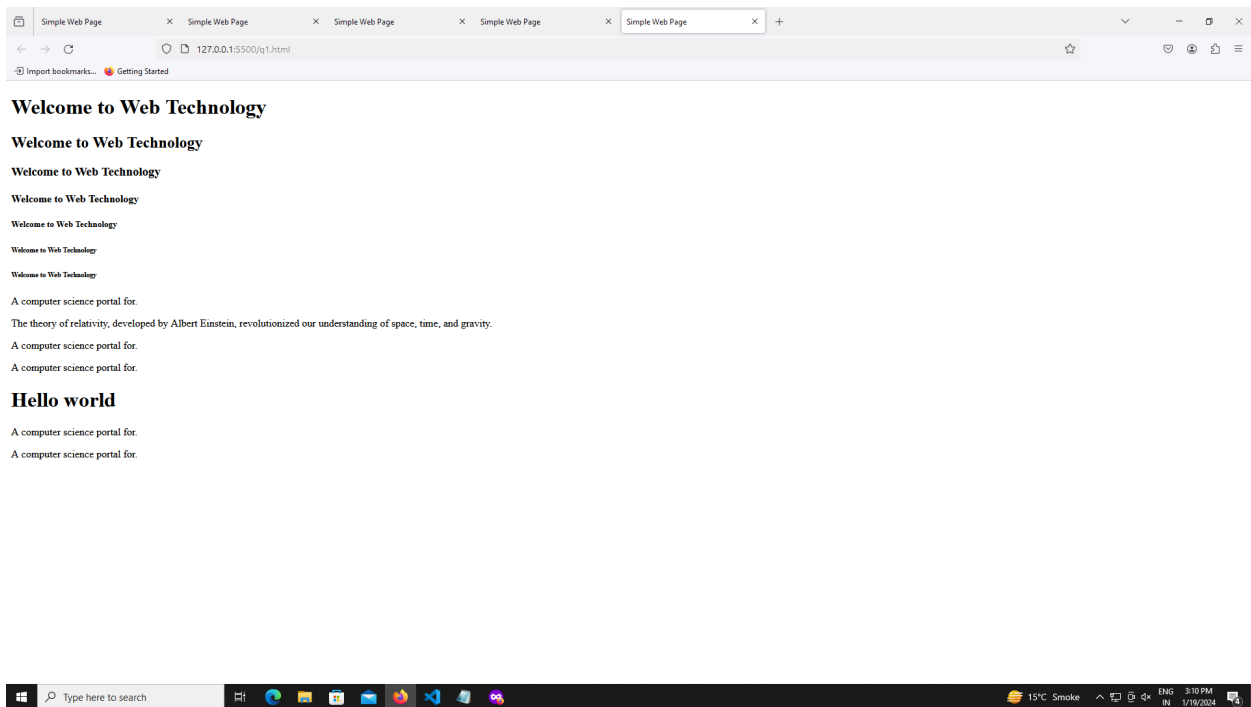 Simple Web Page Simple Web Page Simple Web Page Simple Web Page Simple Web Page
127.0.0.1:5500/q1.html
Import bookmarks... Getting Started
Welcome to Web Technology
Welcome to Web Technology
Welcome to Web Technology
Welcome to Web Technology
Welcome to Web Technology
Welcome to Web Technology
Welcome to Web Technology
A computer science portal for.
The theory of relativity, developed by Albert Einstein, revolutionized our understanding of space, time, and gravity.
A computer science portal for.
A computer science portal for.
Hello world
A computer science portal for.
A computer science portal for.
Type here to search 15°C Smoke ENG 3:10 PM
IN 1/19/2024 4